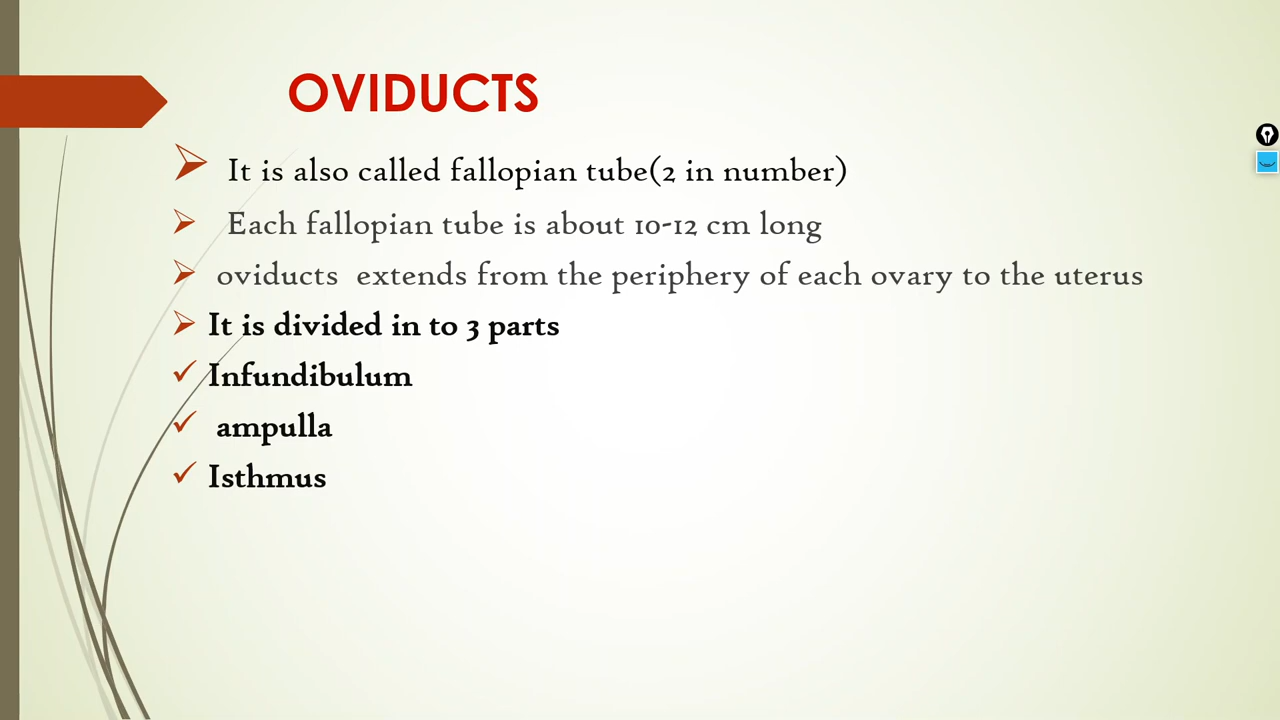 OVIDUCTS
It is also called fallopian tube(2 in number)
Each fallopian tube is about 10-12 cm long
oviducts extends from the periphery of each ovary to the uterus
It is divided in to 3 parts
Infundibulum
ampulla
Isthmus